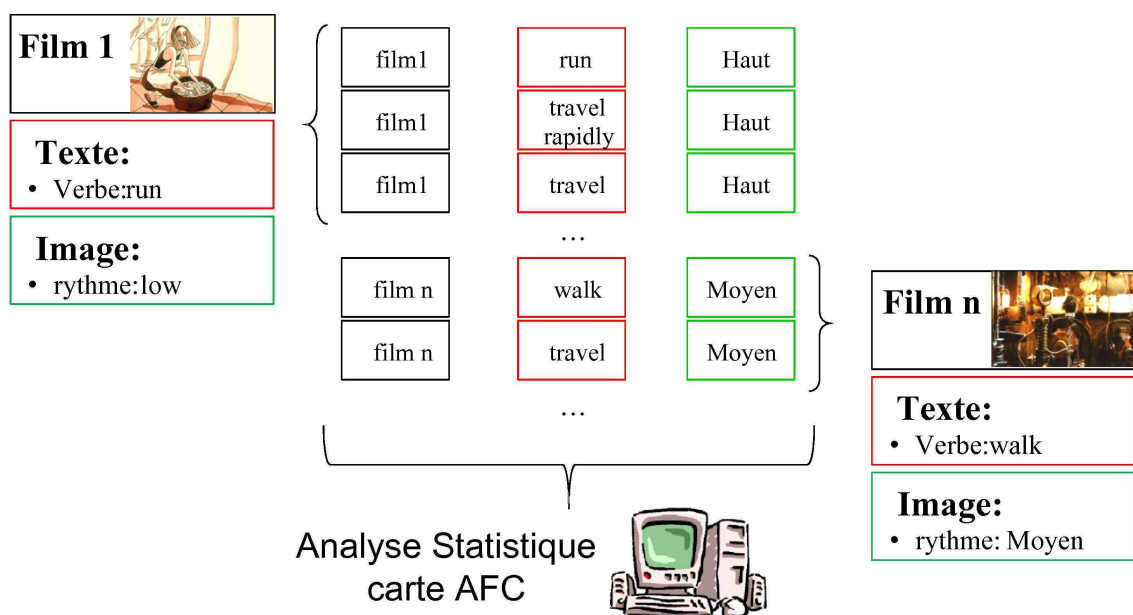 Film 1
Texte:
• Verbe:run
Image:
• rythme:low
film1 run Haut
film1 travel rapidly Haut
film1 travel Haut
...
film n walk Moyen
film n travel Moyen
...
Film n
Texte:
• Verbe:walk
Image:
• rythme: Moyen
Analyse Statistique
carte AFC